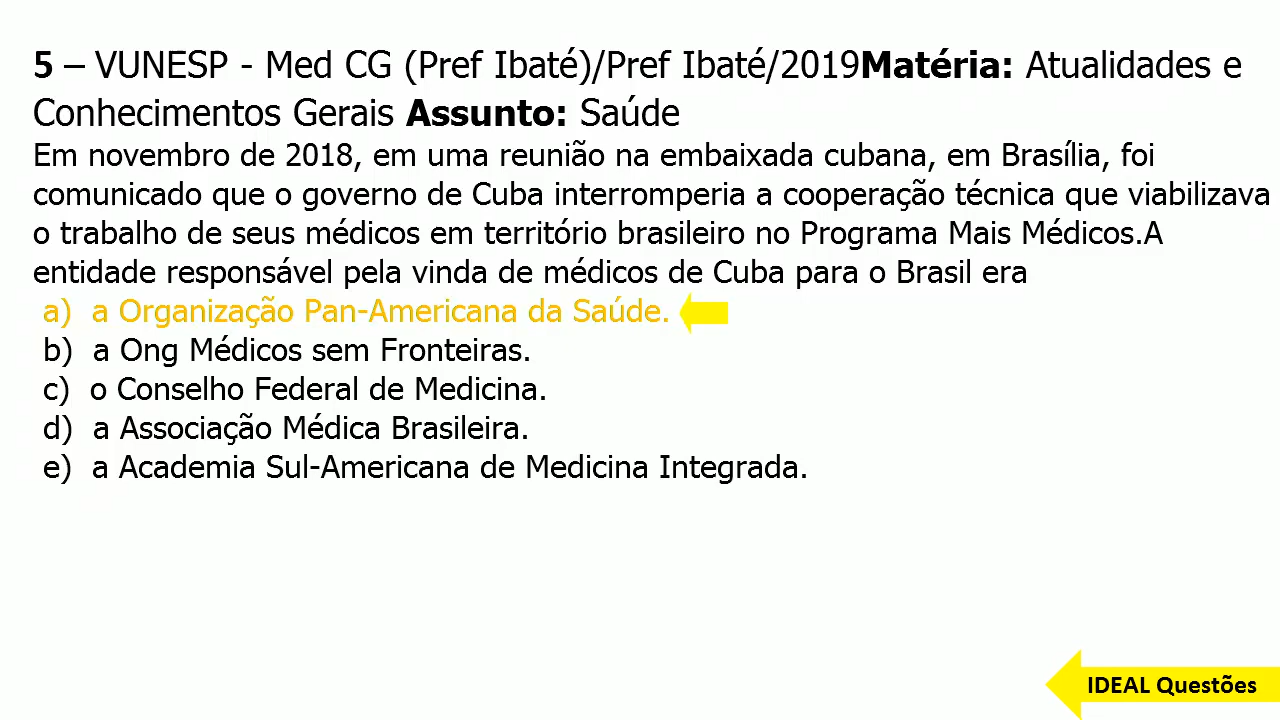 5 – VUNESP - Med CG (Pref Ibaté)/Pref Ibaté/2019Matéria: Atualidades e
Conhecimentos Gerais Assunto: Saúde
Em novembro de 2018, em uma reunião na embaixada cubana, em Brasília, foi
comunicado que o governo de Cuba interromperia a cooperação técnica que viabilizava
o trabalho de seus médicos em território brasileiro no Programa Mais Médicos.A
entidade responsável pela vinda de médicos de Cuba para o Brasil era
a) a Organização Pan-Americana da Saúde.
b) a Ong Médicos sem Fronteiras.
c) o Conselho Federal de Medicina.
d) a Associação Médica Brasileira.
e) a Academia Sul-Americana de Medicina Integrada.
IDEAL Questões